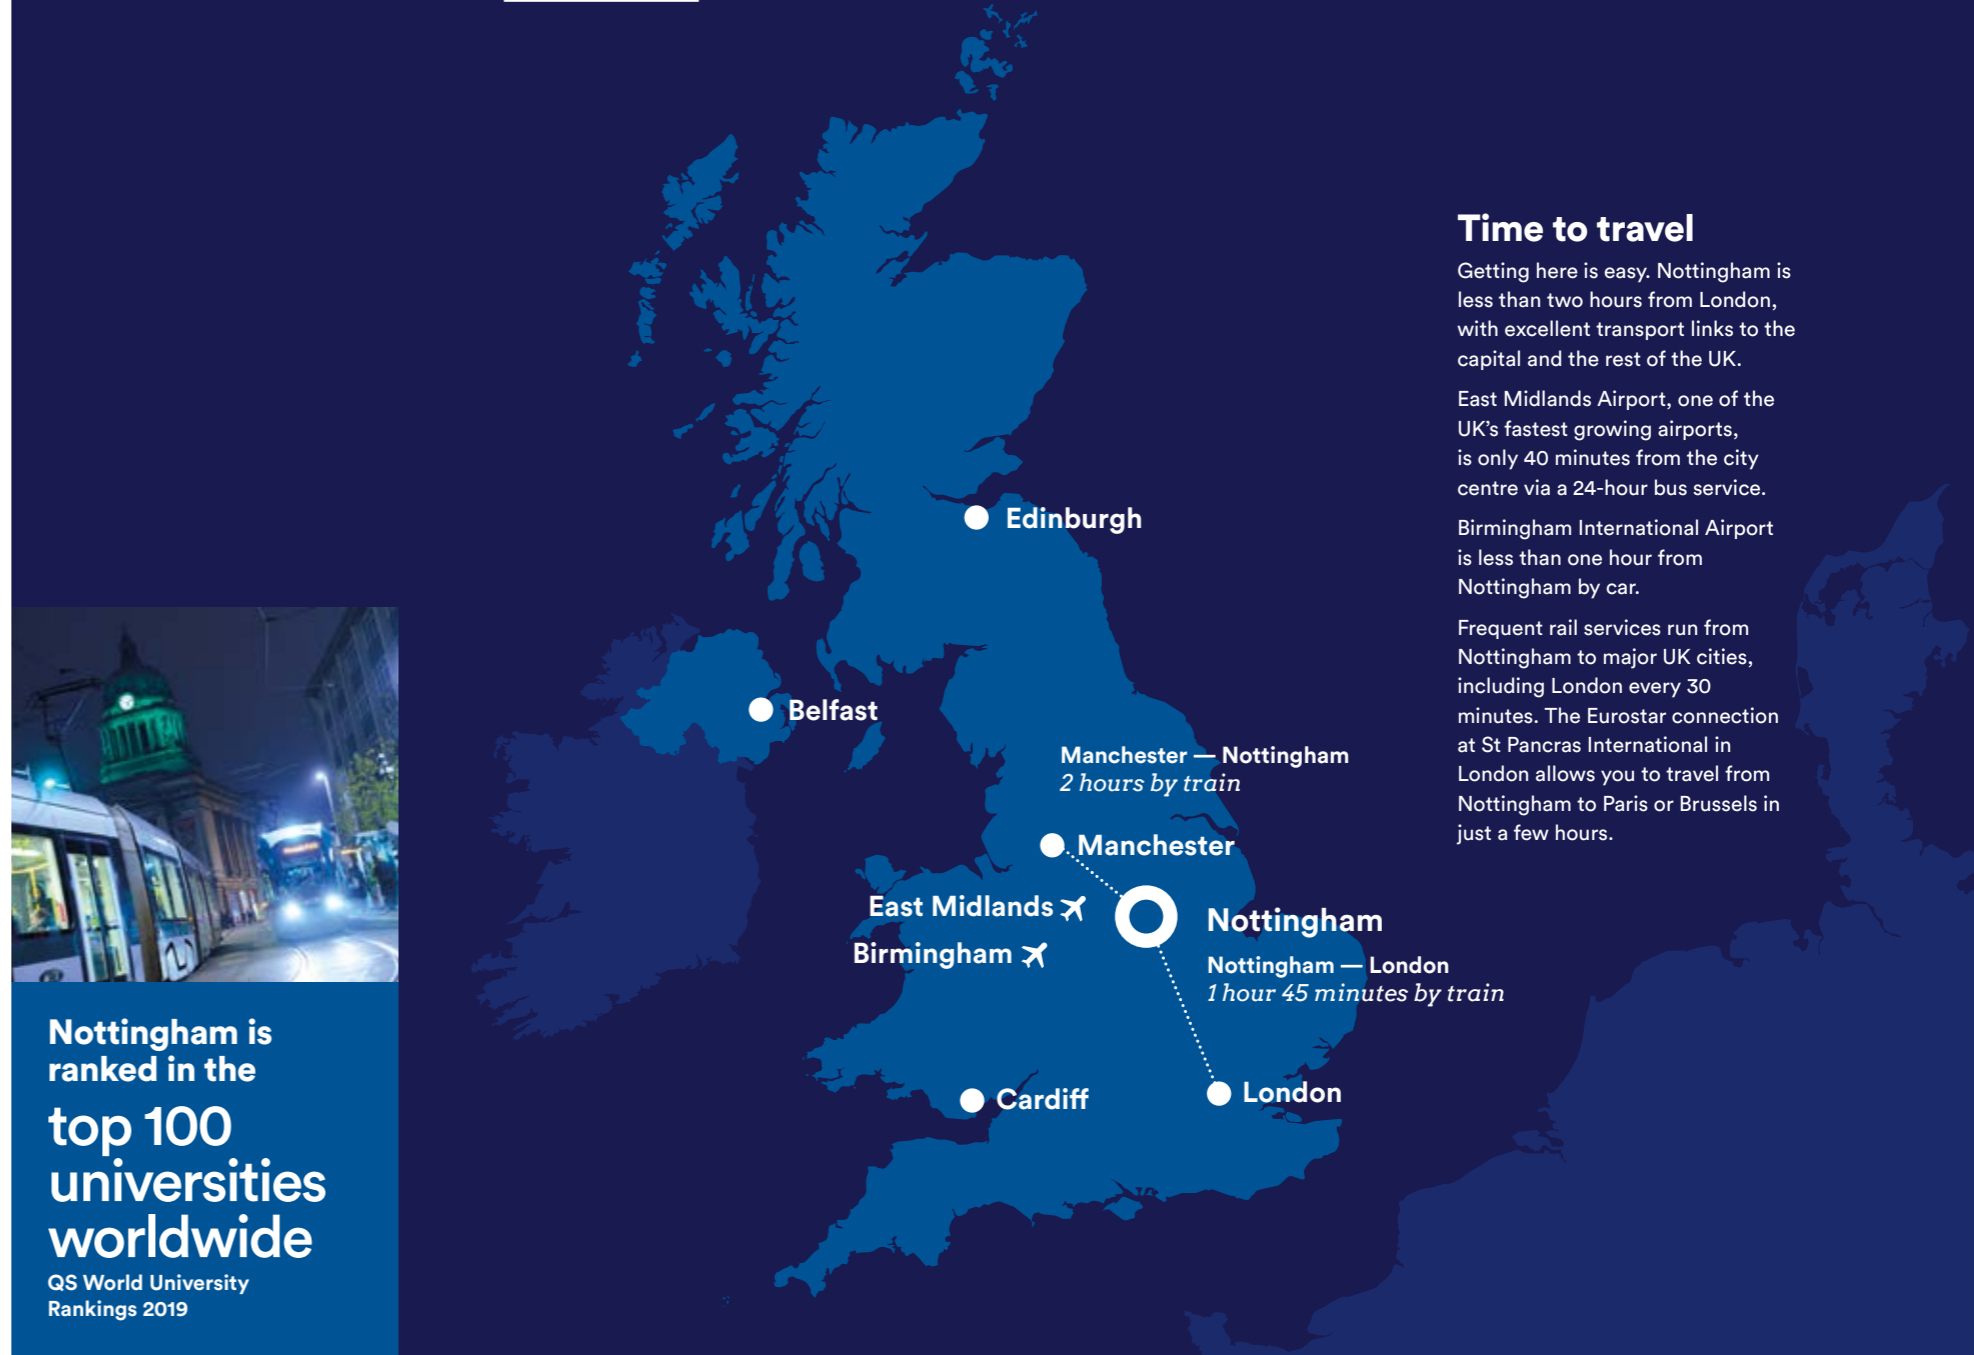 Time to travel
Getting here is easy. Nottingham is
less than two hours from London,
with excellent transport links to the
capital and the rest of the UK.
East Midlands Airport, one of the
UK's fastest growing airports,
is only 40 minutes from the city
centre via a 24-hour bus service.
Birmingham International Airport
is less than one hour from
Nottingham by car.
Frequent rail services run from
Nottingham to major UK cities,
including London every 30
minutes. The Eurostar connection
at St Pancras International in
London allows you to travel from
Nottingham to Paris or Brussels in
just a few hours.
Edinburgh
Belfast
Manchester — Nottingham
2 hours by train
Manchester
East Midlands
Birmingham
Nottingham
Nottingham — London
1 hour 45 minutes by train
Cardiff
London
Nottingham is
ranked in the
top 100
universities
worldwide
QS World University
Rankings 2019